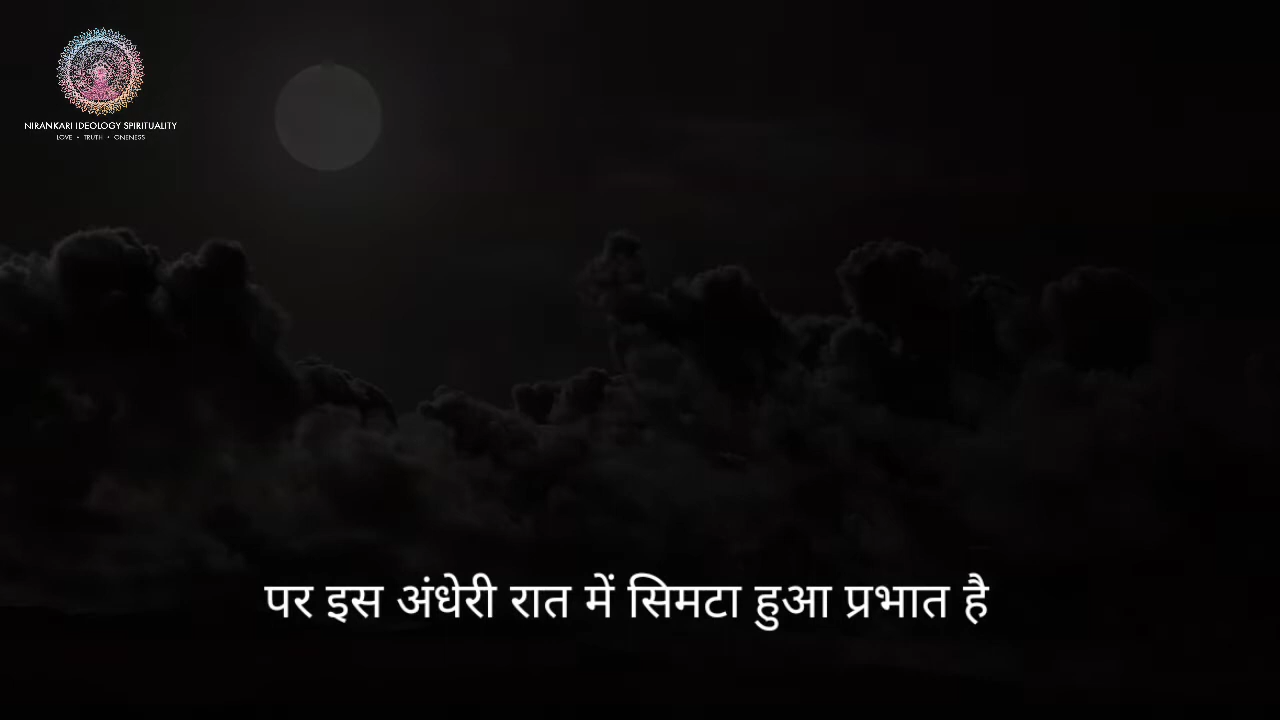 NIRANKARI IDEOLOGY SPIRITUALITY
LOVE • TRUTH • ONENESS
पर इस अंधेरी रात में सिमटा हुआ प्रभात है